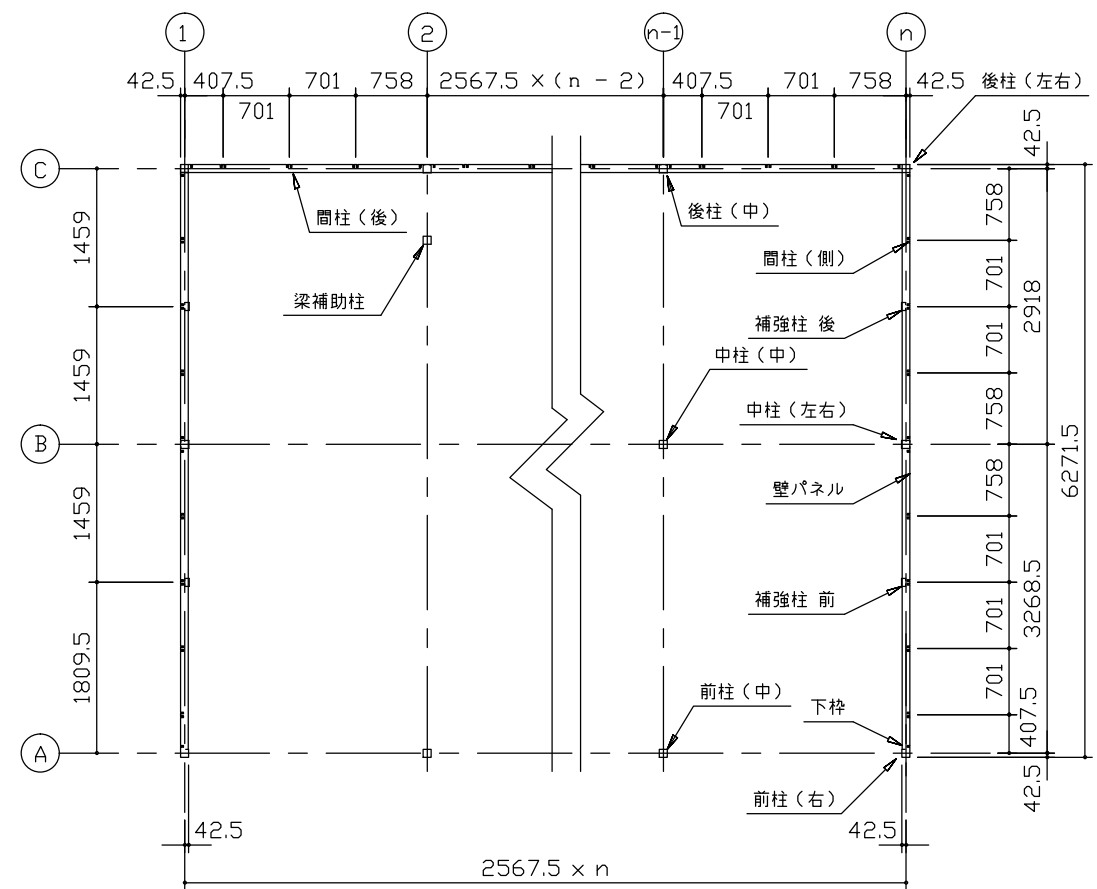 1 2 n-1 n
42.5 407.5 701 758 2567.5 × (n − 2) 407.5 701 758 42.5 後柱(左右)
701 701
42.5
C
後柱(中)
間柱(後)
758
1459
間柱(側)
701
梁補助柱
2918
補強柱 後
701
1459
中柱(中)
758
中柱(左右)
B
6271.5
758
壁パネル
1459
701
3268.5
補強柱 前
701
1809.5
701
前柱(中)
下枠
407.5
A
42.5
前柱(右)
42.5 42.5
2567.5 × n